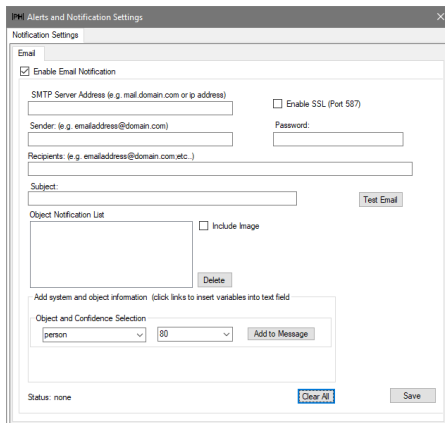 IPHI Alerts and Notification Settings
Notification Settings
Email
Enable Email Notification
SMTP Server Address (e.g. mail.domain.com or ip address)
Enable SSL (Port 587)
Sender: (e.g. emailaddress@domain.com)
Password:
Recipients: (e.g. emailaddress@domain.com,etc..)
Subject:
Test Email
Object Notification List
Include Image
Delete
Add system and object information (click links to insert variables into text field
Object and Confidence Selection
person
80
Add to Message
Status: none
Clear All
Save